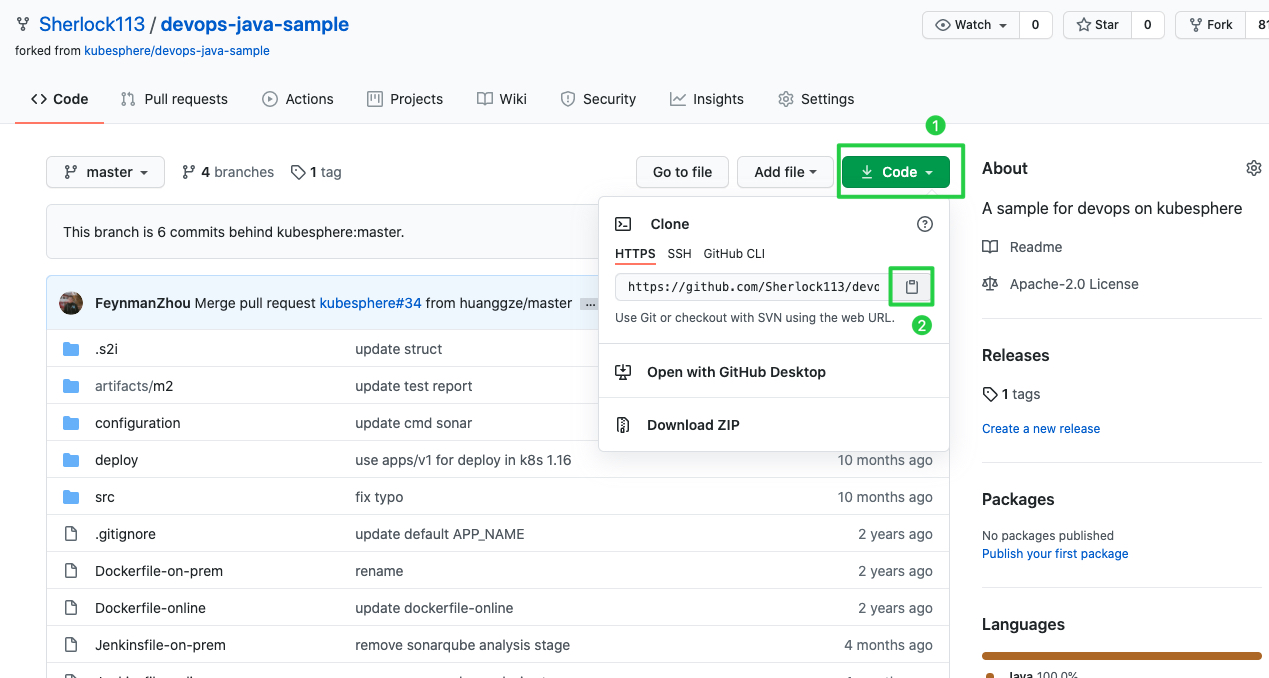 Sherlock113 / devops-java-sample
Watch 0
Star 0
Fork 81
forked from kubesphere/devops-java-sample
Code
Pull requests
Actions
Projects
Wiki
Security
Insights
Settings
1
master
4 branches
1 tag
Go to file
Add file
Code
This branch is 6 commits behind kubesphere:master.
Clone
HTTPS SSH GitHub CLI
https://github.com/Sherlock113/devo
Use Git or checkout with SVN using the web URL.
2
Open with GitHub Desktop
Download ZIP
FeynmanZhou Merge pull request kubesphere#34 from huanggze/master ...
.s2i update struct
artifacts/m2 update test report
configuration update cmd sonar
deploy use apps/v1 for deploy in k8s 1.16 10 months ago
src fix typo 10 months ago
.gitignore update default APP_NAME 2 years ago
Dockerfile-on-prem rename 2 years ago
Dockerfile-online update dockerfile-online 2 years ago
Jenkinsfile-on-prem remove sonarqube analysis stage 4 months ago
About
A sample for devops on kubesphere
Readme
Apache-2.0 License
Releases
1 tags
Create a new release
Packages
No packages published
Publish your first package
Languages
Java 100.0%